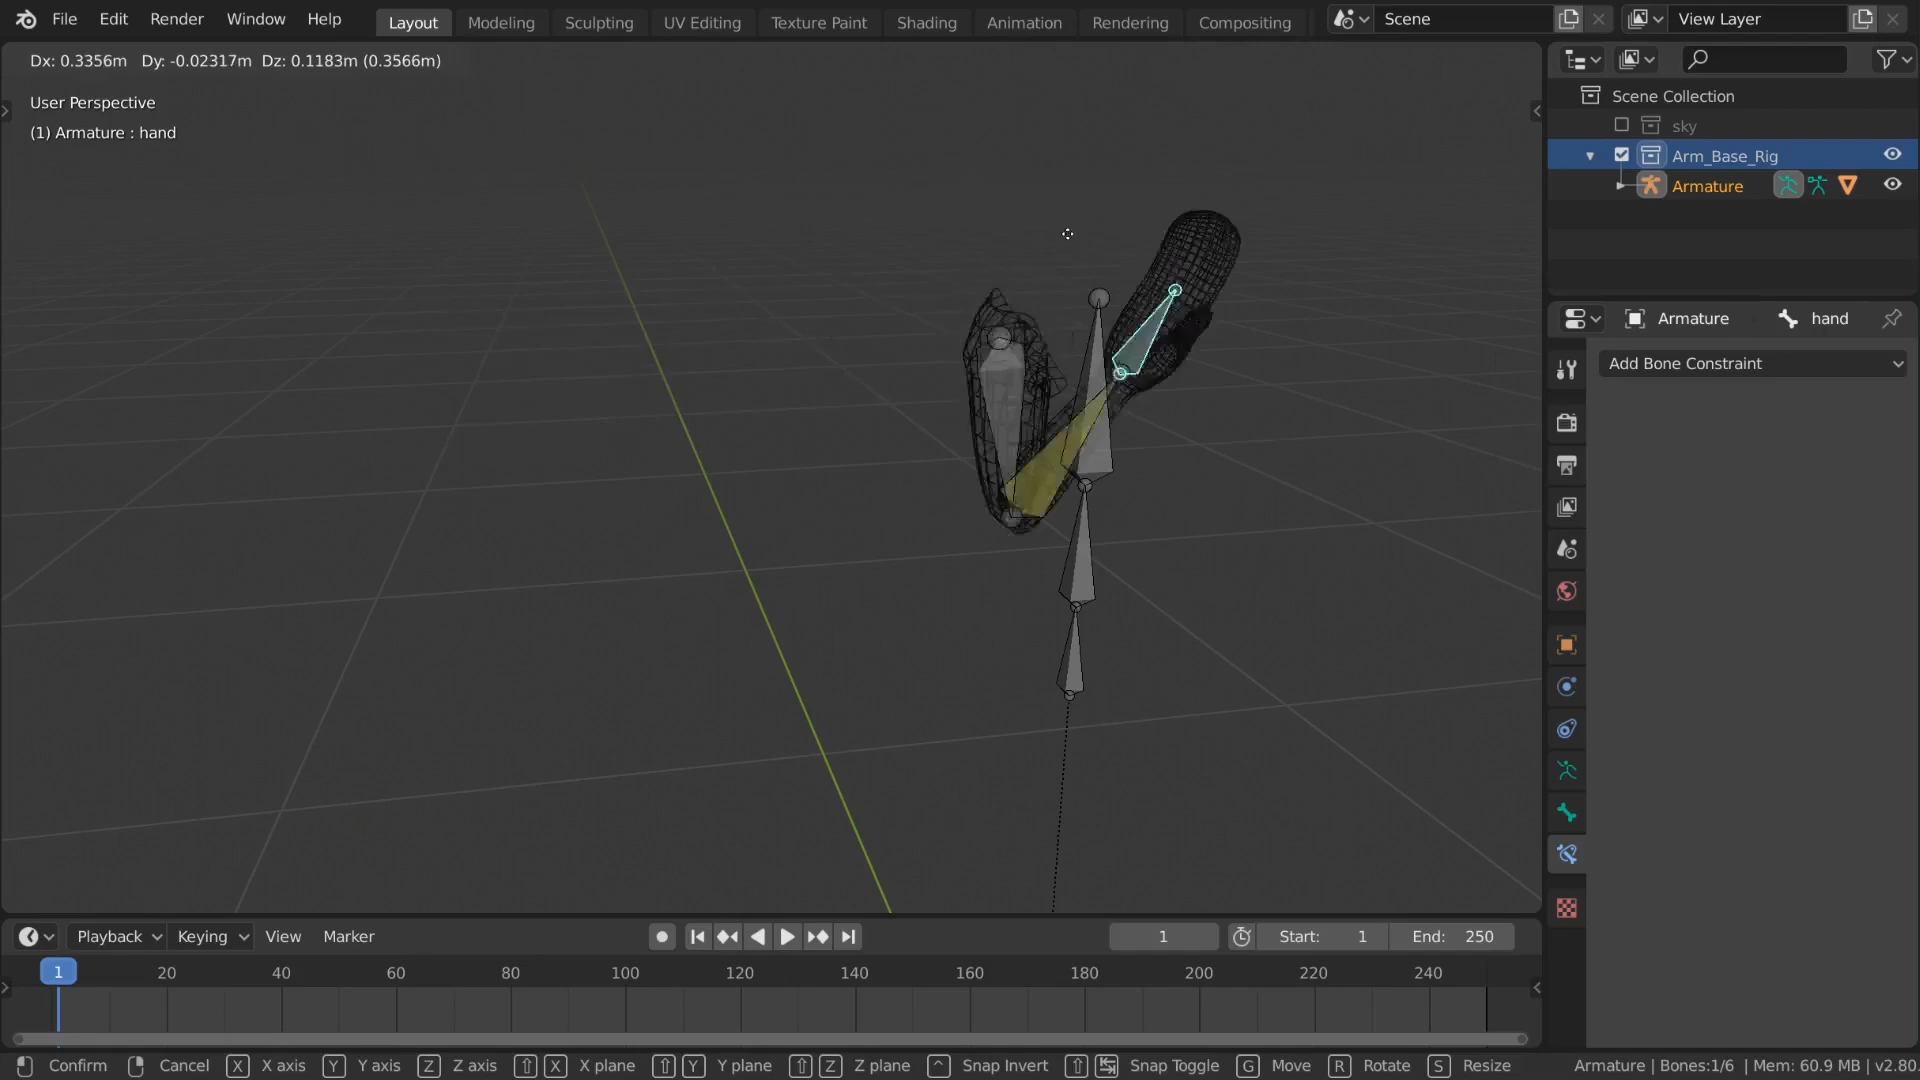 File Edit Render Window Help Layout Modeling Sculpting UV Editing Texture Paint Shading Animation Rendering Compositing Scene View Layer
Dx: 0.3356m Dy: -0.02317m Dz: 0.1183m (0.3566m)
User Perspective
(1) Armature : hand
Scene Collection
sky
Arm_Base_Rig
Armature
Armature hand
Add Bone Constraint
Playback Keying View Marker 1 Start: 1 End: 250
1 20 40 60 80 100 120 140 160 180 200 220 240
Confirm Cancel X X axis Y Y axis Z Z axis X X plane Y Y plane Z Z plane Snap Invert Snap Toggle G Move R Rotate S Resize Armature | Bones:1/6 | Mem: 60.9 MB | v2.80